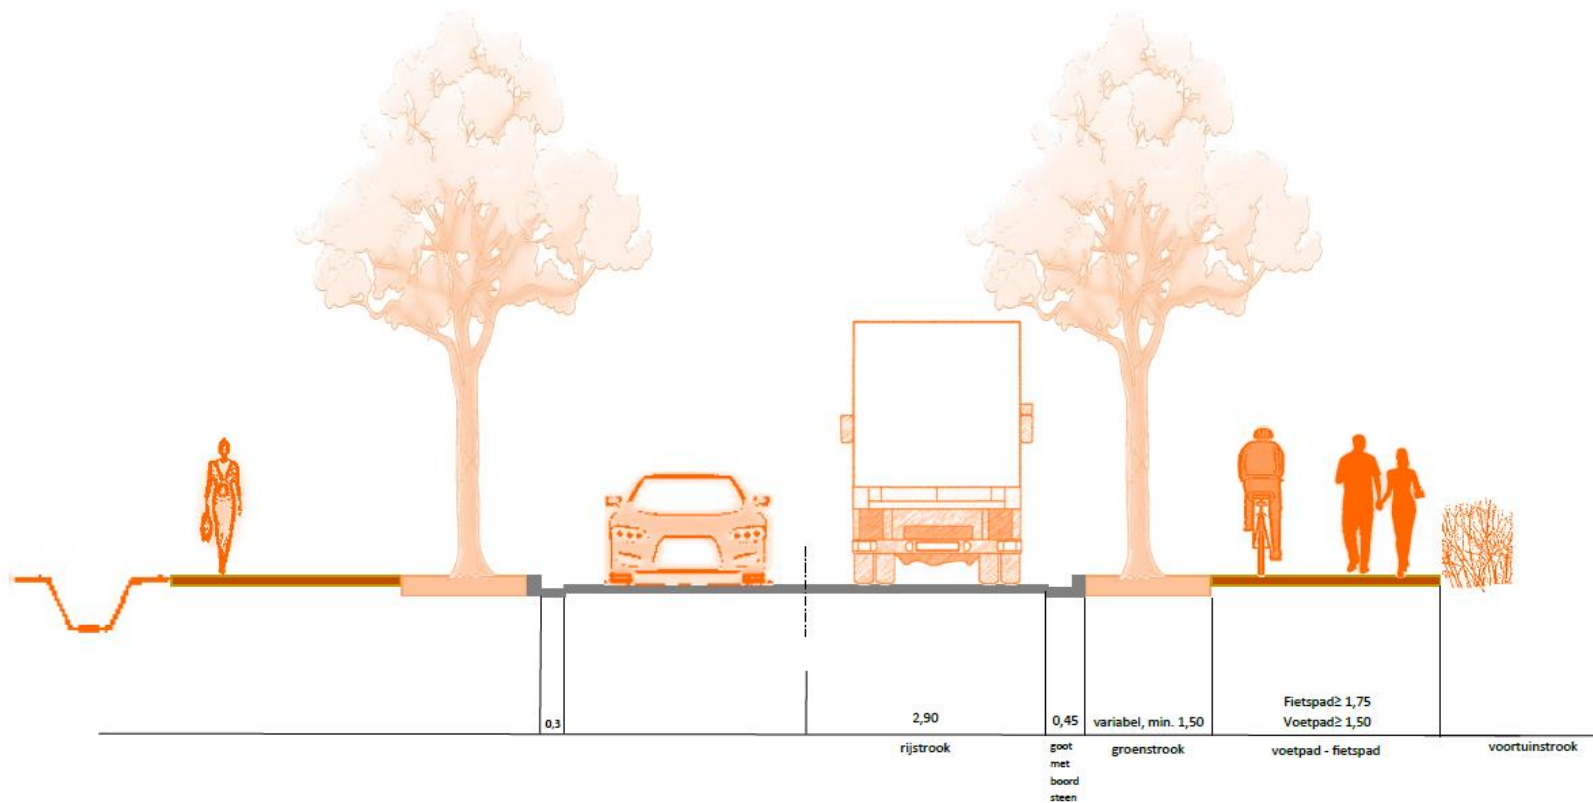 Fietspad≥ 1,75
0,3
2,90
0,45
variabel, min. 1,50
Voetpad≥ 1,50
rijstrook
goot
met
boord
steen
groenstrook
voetpad - fietspad
voortuinstrook